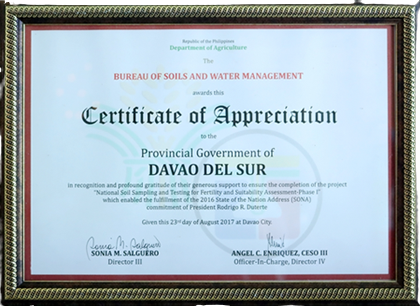 Republic of the Philippines
Department of Agriculture
The
BUREAU OF SOILS AND WATER MANAGEMENT
awards this
Certificate of Appreciation
to the
Provincial Government of
DAVAO DEL SUR
in recognition and profound gratitude of their generous support to ensure the completion of the project
"National Soil Sampling and Testing for Fertility and Suitability Assessment-Phase I",
which enabled the fulfillment of the 2016 State of the Nation Address (SONA)
commitment of President Rodrigo R. Duterte
Given this 23rd day of August 2017 at Davao City.
Sonia M. Salguero
SONIA M. SALGUERO
Director III
ANGEL C. ENRIQUEZ, CESO III
Officer-In-Charge, Director IV